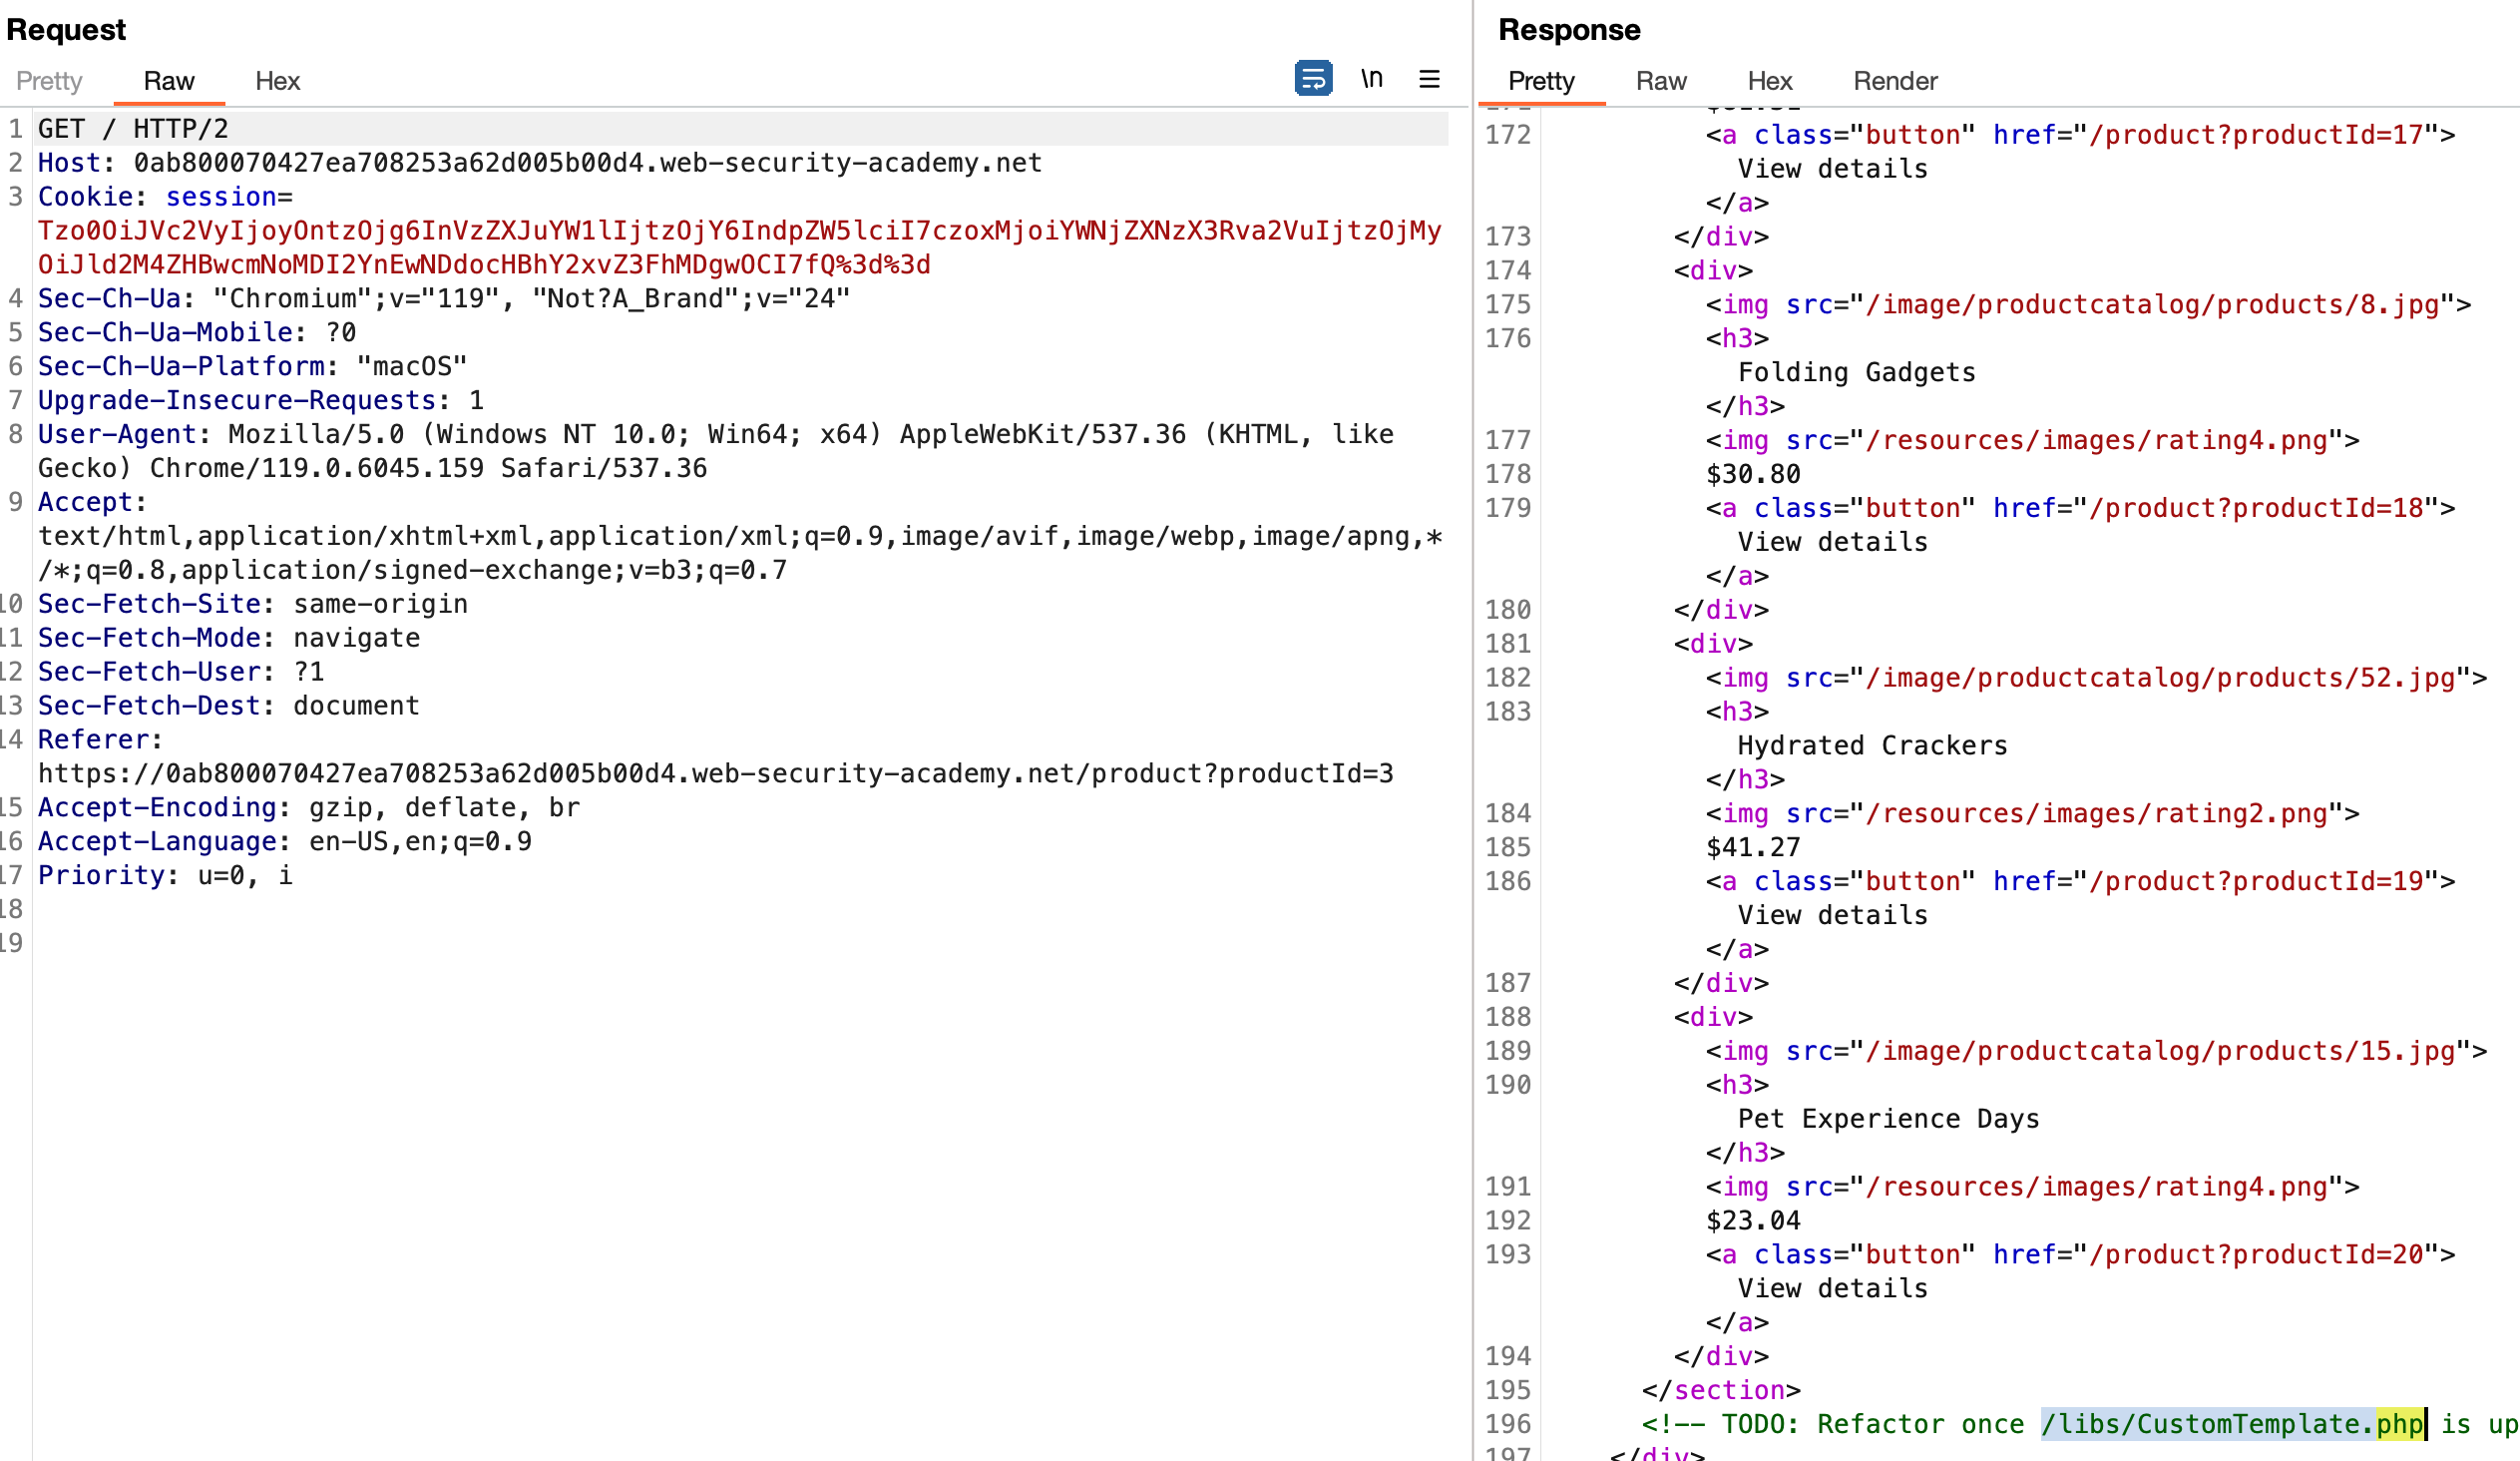 Request
Pretty Raw Hex \n
1 GET / HTTP/2
2 Host: 0ab800070427ea708253a62d005b00d4.web-security-academy.net
3 Cookie: session=
Tzo0OiJVc2VyIjoyOntzOjg6InVzZXJuYW1lIjtzOjY6IndpZW5lciI7czoxMjoiYWNjZXNzX3Rva2VuIjtzOjMy
OiJld2M4ZHBwcmNoMDI2YnEwNDdocHBhY2xvZ3FhMDgwOCI7fQ%3d%3d
4 Sec-Ch-Ua: "Chromium";v="119", "Not?A_Brand";v="24"
5 Sec-Ch-Ua-Mobile: ?0
6 Sec-Ch-Ua-Platform: "macOS"
7 Upgrade-Insecure-Requests: 1
8 User-Agent: Mozilla/5.0 (Windows NT 10.0; Win64; x64) AppleWebKit/537.36 (KHTML, like
Gecko) Chrome/119.0.6045.159 Safari/537.36
9 Accept:
text/html,application/xhtml+xml,application/xml;q=0.9,image/avif,image/webp,image/apng,*
/*;q=0.8,application/signed-exchange;v=b3;q=0.7
10 Sec-Fetch-Site: same-origin
11 Sec-Fetch-Mode: navigate
12 Sec-Fetch-User: ?1
13 Sec-Fetch-Dest: document
14 Referer:
https://0ab800070427ea708253a62d005b00d4.web-security-academy.net/product?productId=3
15 Accept-Encoding: gzip, deflate, br
16 Accept-Language: en-US,en;q=0.9
17 Priority: u=0, i
18
19
Response
Pretty Raw Hex Render
172 <a class="button" href="/product?productId=17">
View details
</a>
173 </div>
174 <div>
175 <img src="/image/productcatalog/products/8.jpg">
176 <h3>
Folding Gadgets
</h3>
177 <img src="/resources/images/rating4.png">
178 $30.80
179 <a class="button" href="/product?productId=18">
View details
</a>
180 </div>
181 <div>
182 <img src="/image/productcatalog/products/52.jpg">
183 <h3>
Hydrated Crackers
</h3>
184 <img src="/resources/images/rating2.png">
185 $41.27
186 <a class="button" href="/product?productId=19">
View details
</a>
187 </div>
188 <div>
189 <img src="/image/productcatalog/products/15.jpg">
190 <h3>
Pet Experience Days
</h3>
191 <img src="/resources/images/rating4.png">
192 $23.04
193 <a class="button" href="/product?productId=20">
View details
</a>
194 </div>
195 </section>
196 <!-- TODO: Refactor once /libs/CustomTemplate.php is up
197 </div>